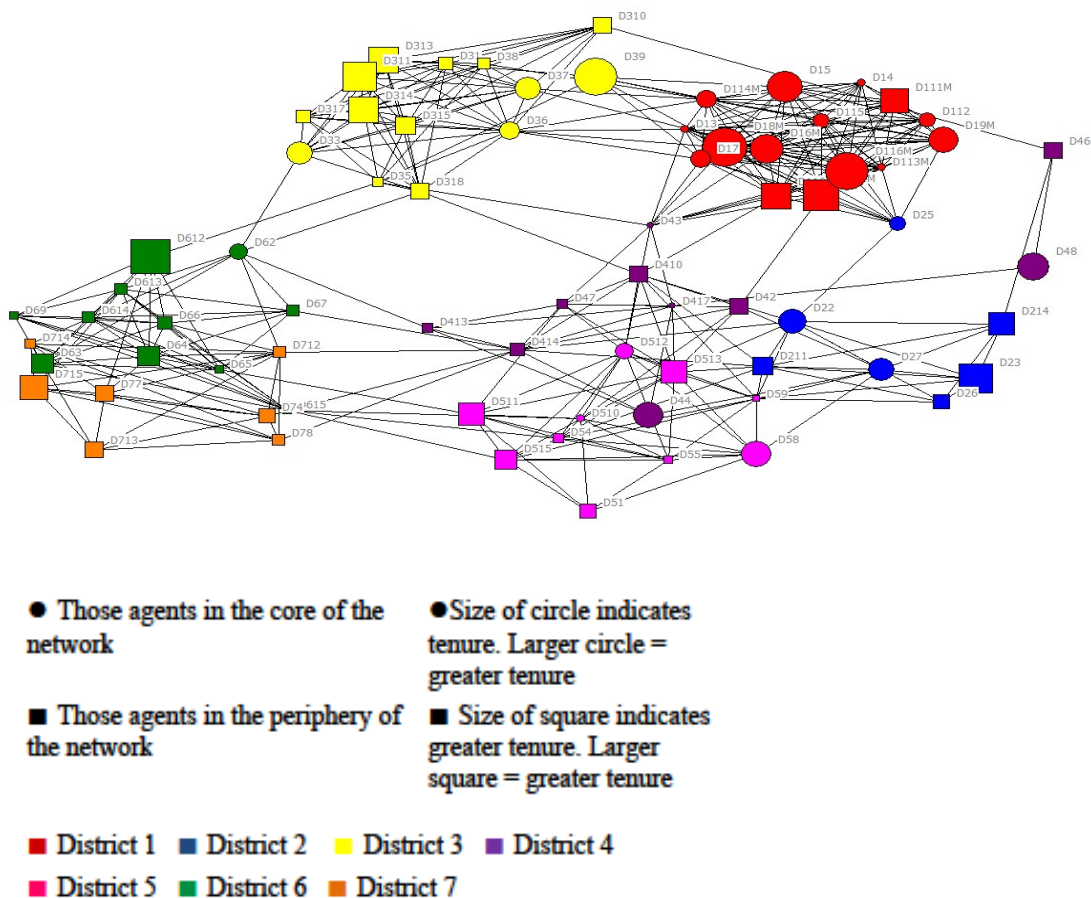 D310
D313
D31
D38
D39
D311
D37
D15
D14
D114M
D111M
D314
D317
D315
D36
D13
D115
D112
D18M
D16M
D19M
D33
D17
D116M
D113M
D46
D35
D318
D43
D25
D612
D62
D410
D48
D613
D67
D47
D417
D42
D69
D614
D66
D413
D22
D214
D714
D63
D64
D712
D414
D512
D513
D211
D27
D23
D715
D65
D77
D74
615
D511
D510
D44
D59
D26
D713
D78
D54
D515
D55
D58
D51
● Those agents in the core of the
network
●Size of circle indicates
tenure. Larger circle =
greater tenure
■ Those agents in the periphery of
the network
■ Size of square indicates
greater tenure. Larger
square = greater tenure
■ District 1 ■ District 2 ■ District 3 ■ District 4
■ District 5 ■ District 6 ■ District 7